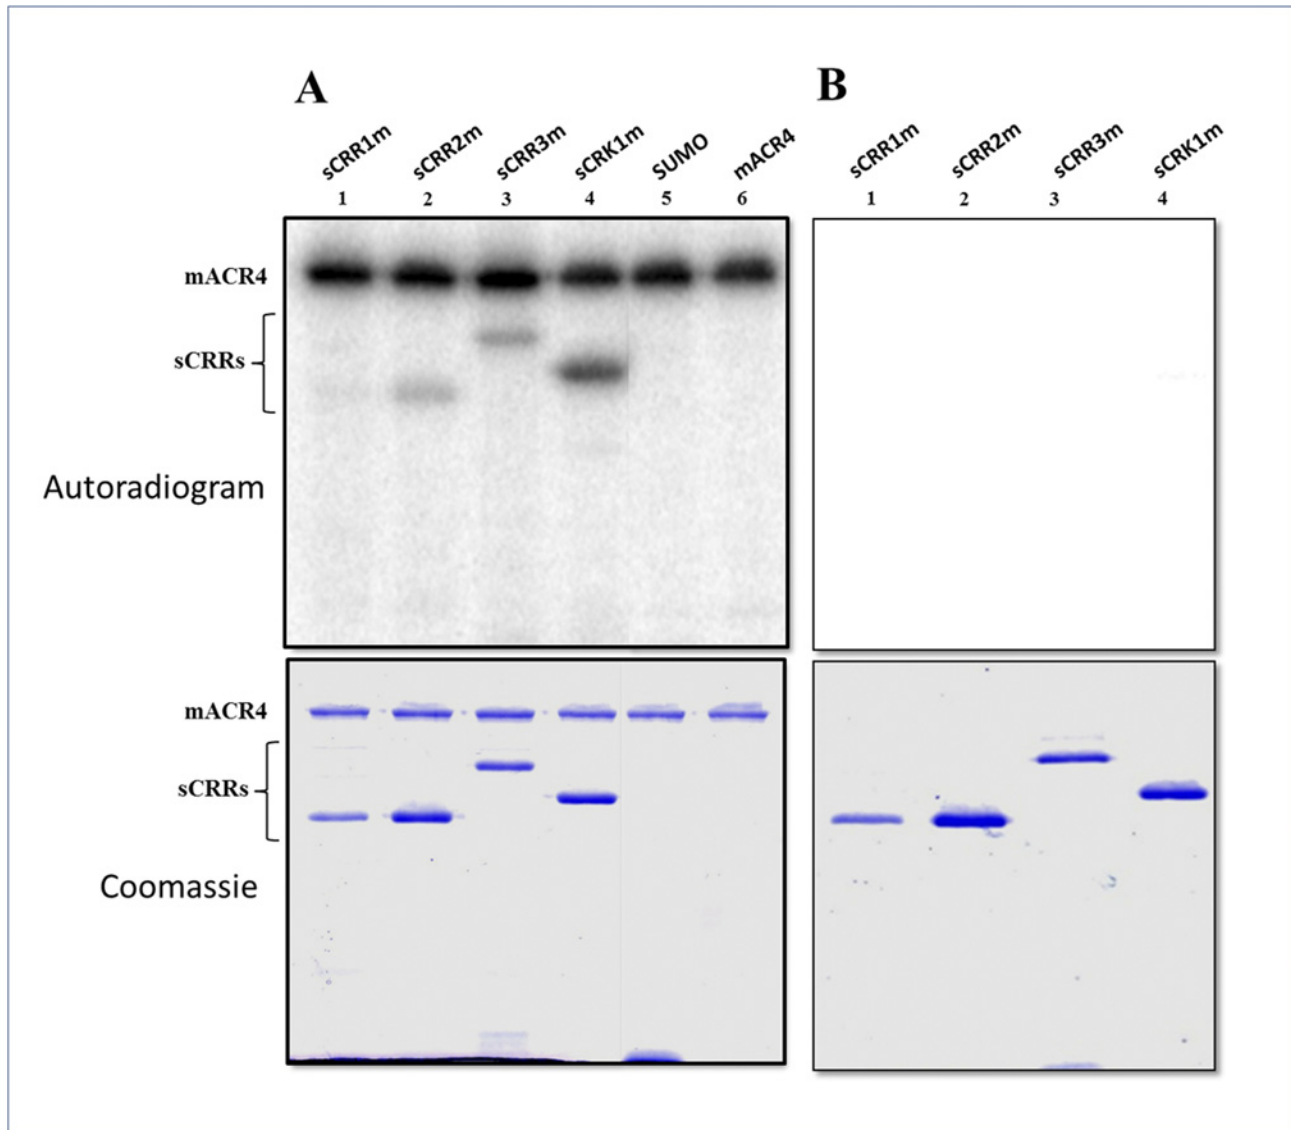 A
B
sCRR1m sCRR2m sCRR3m sCRK1m SUMO mACR4
1 2 3 4 5 6
sCRR1m sCRR2m sCRR3m sCRK1m
1 2 3 4
mACR4
sCRRs
Autoradiogram
mACR4
sCRRs
Coomassie